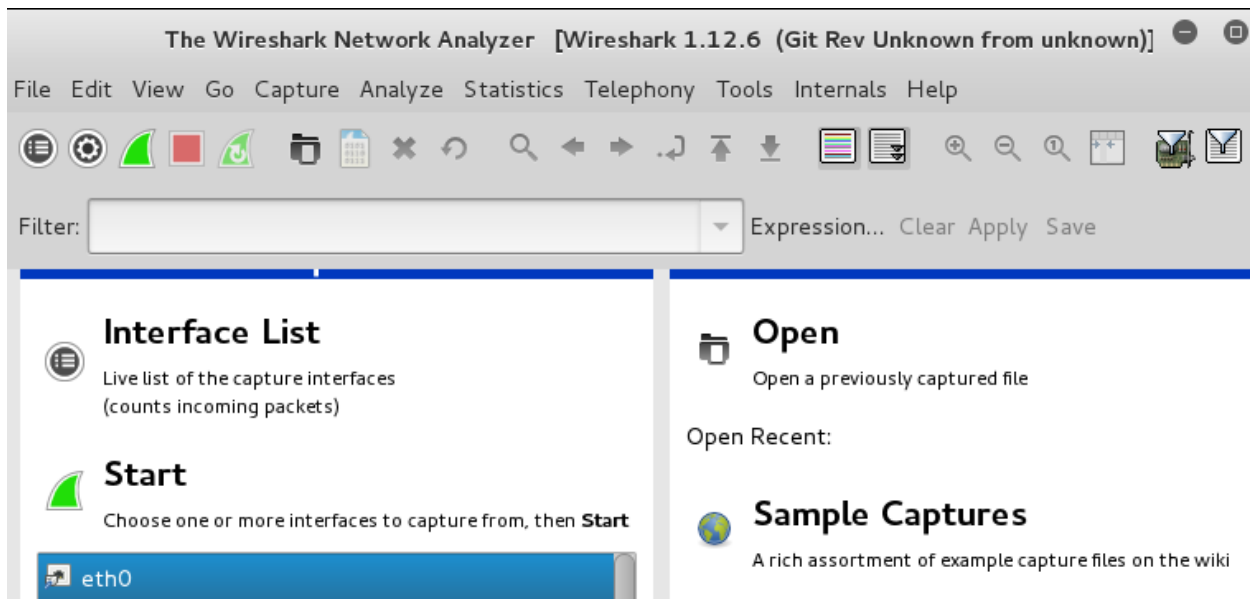 The Wireshark Network Analyzer [Wireshark 1.12.6 (Git Rev Unknown from unknown)]
File Edit View Go Capture Analyze Statistics Telephony Tools Internals Help
Filter: Expression... Clear Apply Save
Interface List
Live list of the capture interfaces
(counts incoming packets)
Start
Choose one or more interfaces to capture from, then Start
eth0
Open
Open a previously captured file
Open Recent:
Sample Captures
A rich assortment of example capture files on the wiki